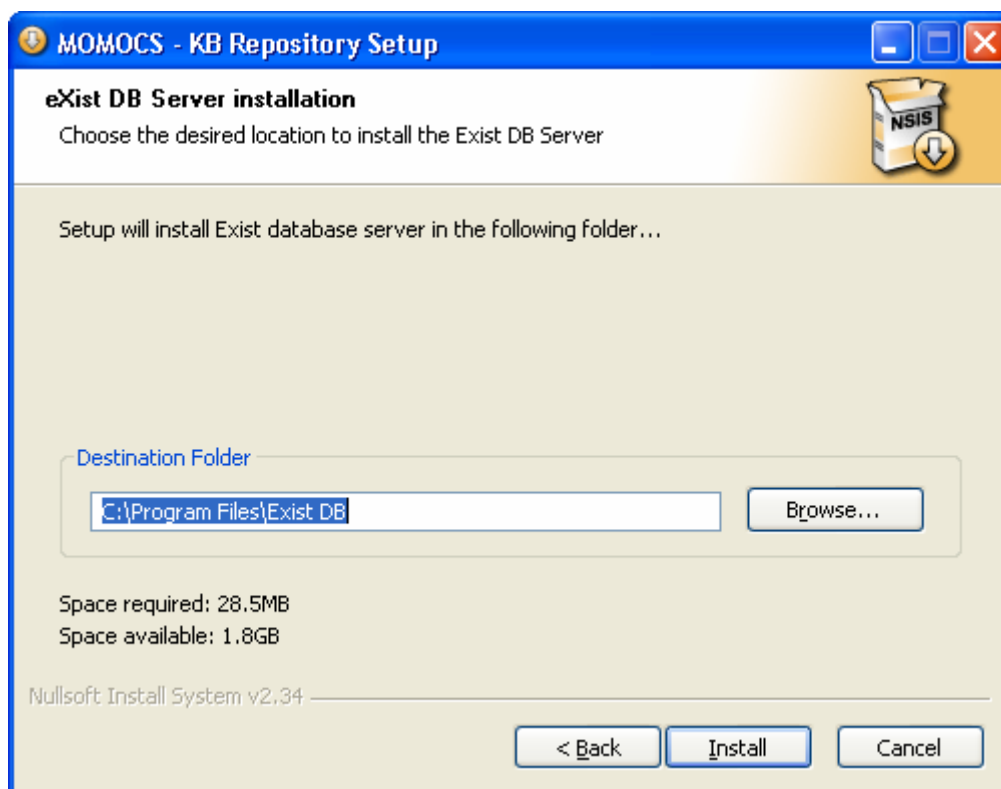 MOMOCS - KB Repository Setup
eXist DB Server installation
Choose the desired location to install the Exist DB Server
NSIS
Setup will install Exist database server in the following folder...
Destination Folder
C:\Program Files\Exist DB
Browse...
Space required: 28.5MB
Space available: 1.8GB
Nullsoft Install System v2.34
< Back
Install
Cancel